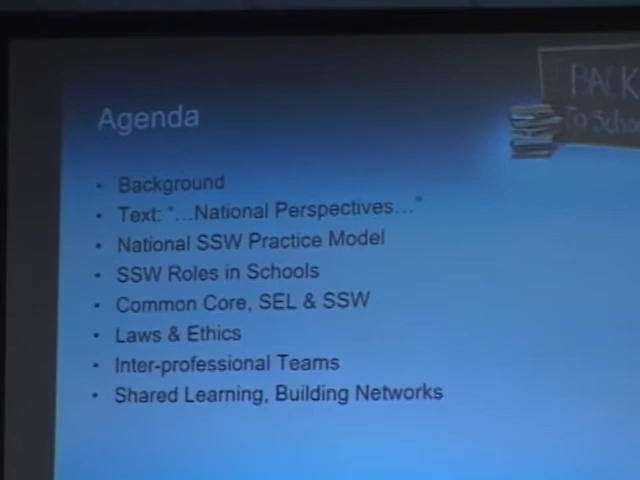 BACK
To School
Agenda
• Background
• Text: “...National Perspectives...”
• National SSW Practice Model
• SSW Roles in Schools
• Common Core, SEL & SSW
• Laws & Ethics
• Inter-professional Teams
• Shared Learning, Building Networks